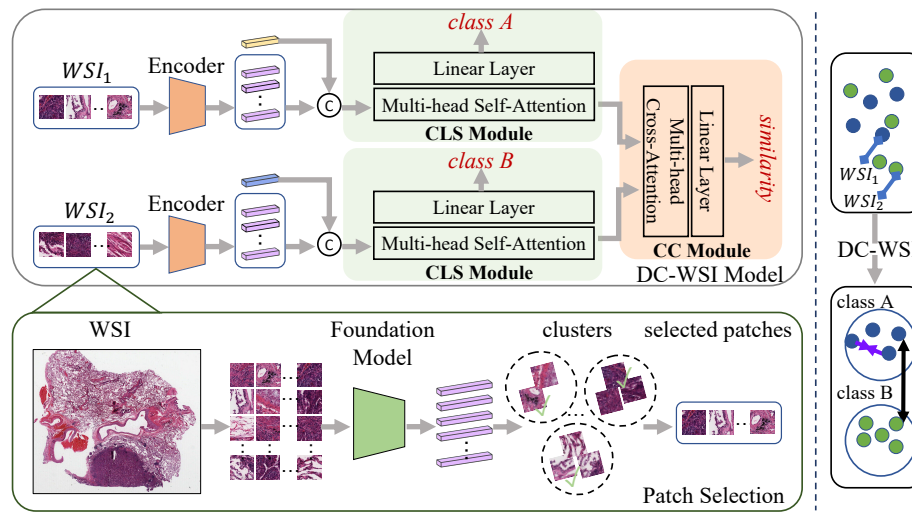 class A
Linear Layer
Multi-head Self-Attention
CLS Module
WSI₁
Encoder
C
class B
Linear Layer
Multi-head Self-Attention
CLS Module
WSI₂
Encoder
C
Multi-head
Cross-Attention
Linear Layer
similarity
CC Module
DC-WSI Model
WSI
Foundation
Model
clusters
selected patches
Patch Selection
WSI₁
WSI₂
DC-WSI
class A
class B